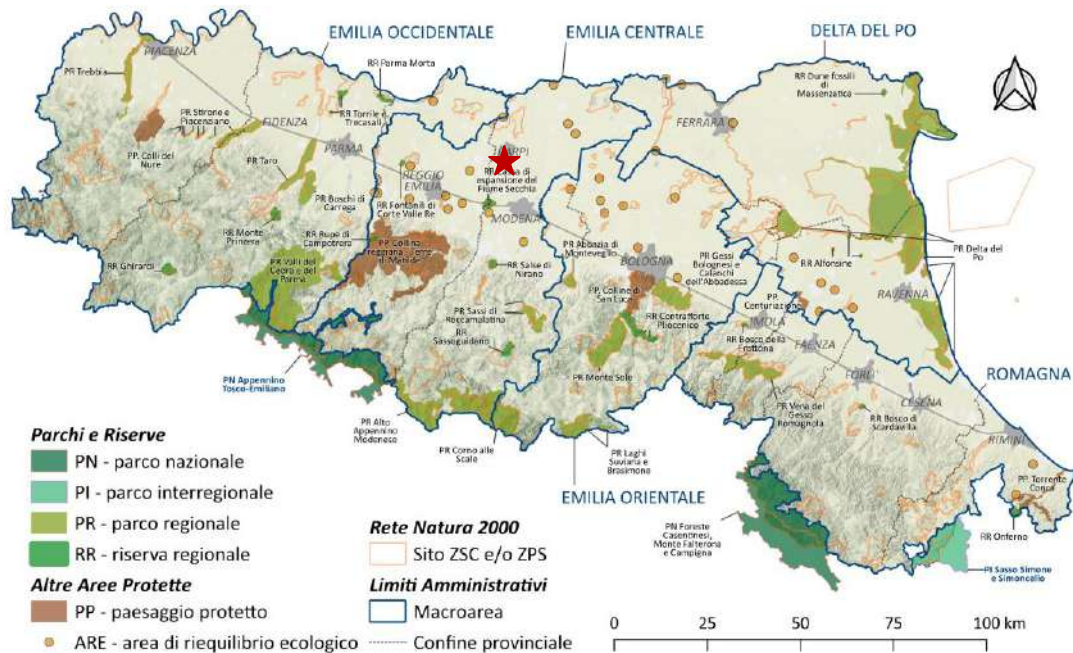 EMILIA OCCIDENTALE
EMILIA CENTRALE
DELTA DEL PO
PIACENZA
PR Trebbia
RR Parma Morta
RR Dune fossili
di
Massenzatica
PR Stirone e
Piacenziano
FIDENZA
RR Torrile e
Trecasali
FERRARA
PP. Colli del
Nure
PARMA
CARPI
PR Taro
REGGIO
EMILIA
espansione del
Fiume Secchia
PR Boschi di
Carrega
RR Fontanili di
Corte Valle Re
MODENA
RR Monte
Prinzera
RR Rupe di
Campotrera
PR Abbazia di
Monteveglio
PR Gessi
Bolognesi e
Calanchi
dell'Abbadessa
PR Delta del
Po
RR Ghirardi
PR Valli del
Cedra e del
Parma
PP. Collina
reggiana - Terre
di Matilde
RR Salse di
Nirano
BOLOGNA
RR Alfonsine
PP. Colline di
San Luca
PP.
Centuriazione
RAVENNA
PR Sassi di
Roccamalatina
RR Contrafforte
Pliocenico
IMOLA
RR
Sassoguidano
RR Bosco della
Frattona
FAENZA
PN Appennino
Tosco-Emiliano
PR Monte Sole
FORLÌ
ROMAGNA
CESENA
PR Vena del
Gesso
Romagnola
RR Bosco di
Scardavilla
PR Alto
Appennino
Modenese
PR Corno alle
Scale
PR Laghi
Suviana e
Brasimone
RIMINI
EMILIA ORIENTALE
PP. Torrente
Conca
PN Foreste
Casentinesi,
Monte Falterona
e Campigna
RR Onferno
PI Sasso Simone
e Simoncello
Parchi e Riserve
PN - parco nazionale
PI - parco interregionale
PR - parco regionale
RR - riserva regionale
Altre Aree Protette
PP - paesaggio protetto
ARE - area di riequilibrio ecologico
Rete Natura 2000
Sito ZSC e/o ZPS
Limiti Amministrativi
Macroarea
Confine provinciale
0 25 50 75 100 km